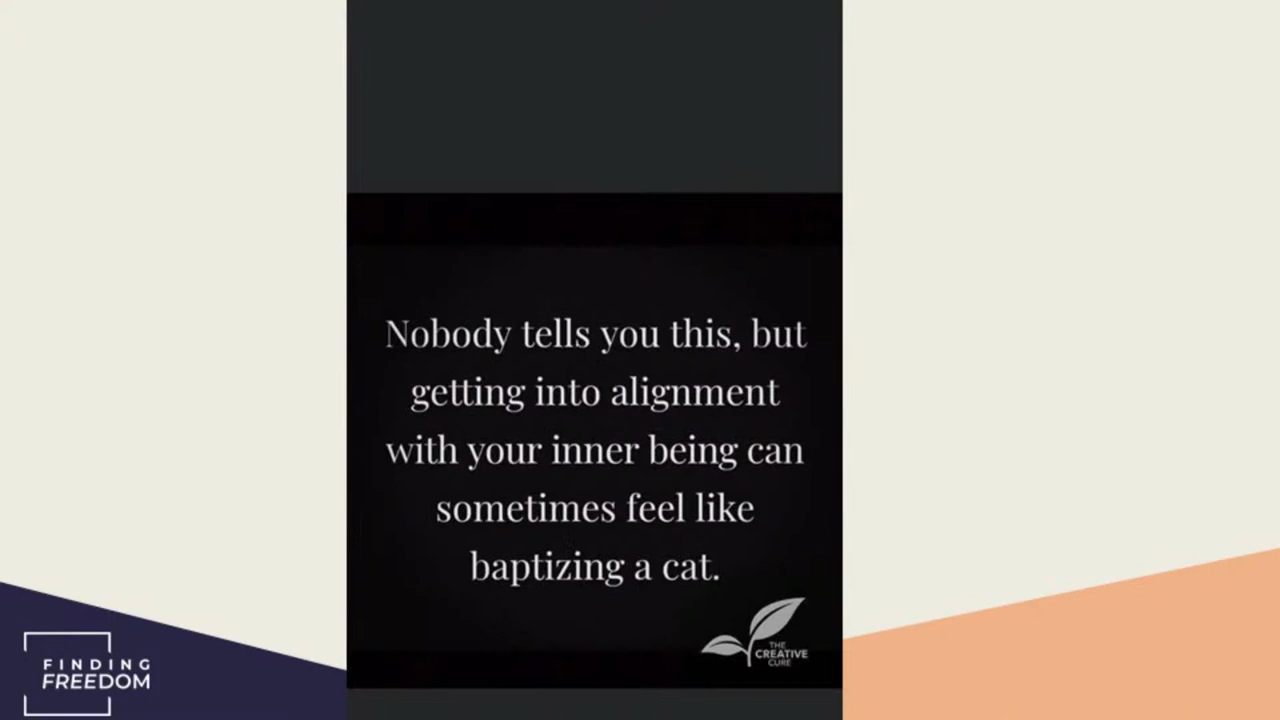 Nobody tells you this, but
getting into alignment
with your inner being can
sometimes feel like
baptizing a cat.
THE
CREATIVE
CURE
FINDING
FREEDOM